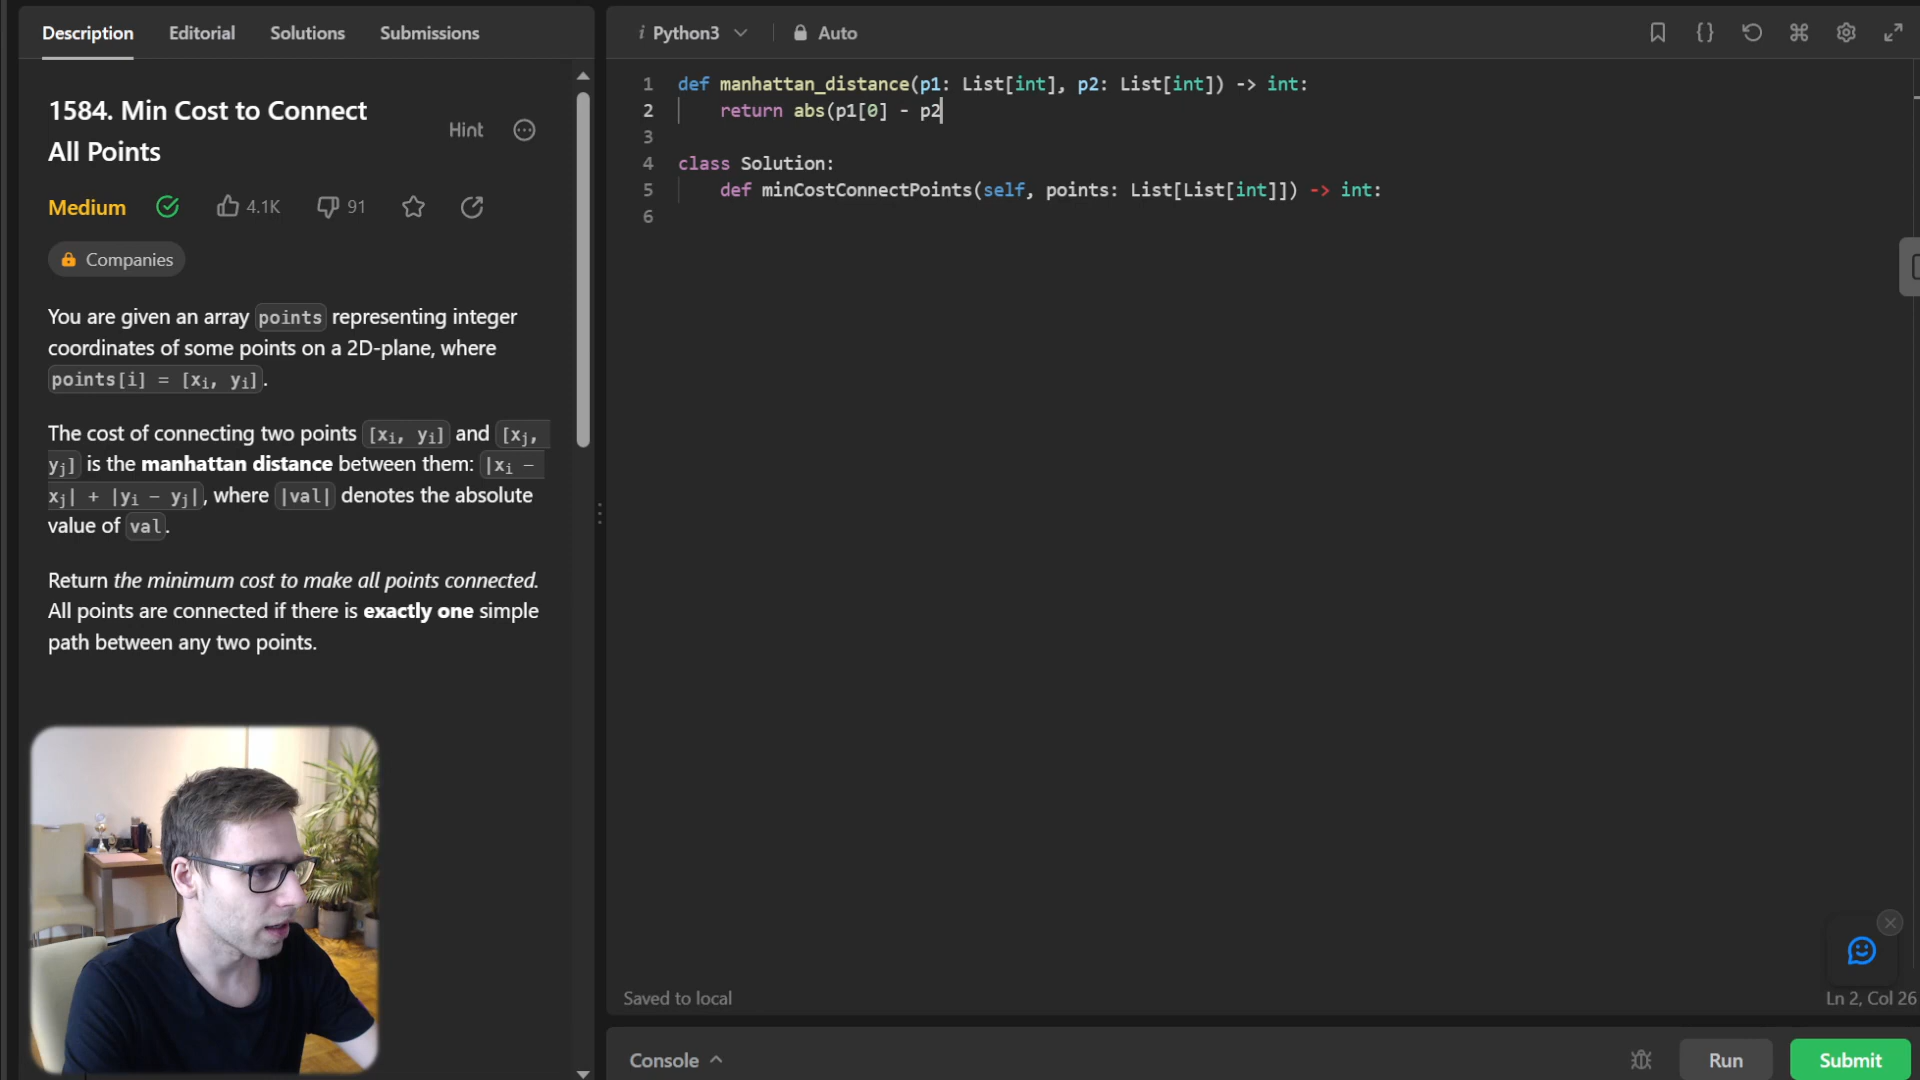 Description Editorial Solutions Submissions
1584. Min Cost to Connect
All Points
Hint
Medium 4.1K 91
Companies
You are given an array points representing integer
coordinates of some points on a 2D-plane, where
points[i] = [xi, yi].
The cost of connecting two points [xi, yi] and [xj,
yj] is the manhattan distance between them: |xi −
xj| + |yi − yj|, where |val| denotes the absolute
value of val.
Return the minimum cost to make all points connected.
All points are connected if there is exactly one simple
path between any two points.
i Python3 Auto
{}
1 def manhattan_distance(p1: List[int], p2: List[int]) -> int:
2 return abs(p1[0] - p2
3
4 class Solution:
5 def minCostConnectPoints(self, points: List[List[int]]) -> int:
6
Saved to local
Ln 2, Col 26
Console
Run
Submit